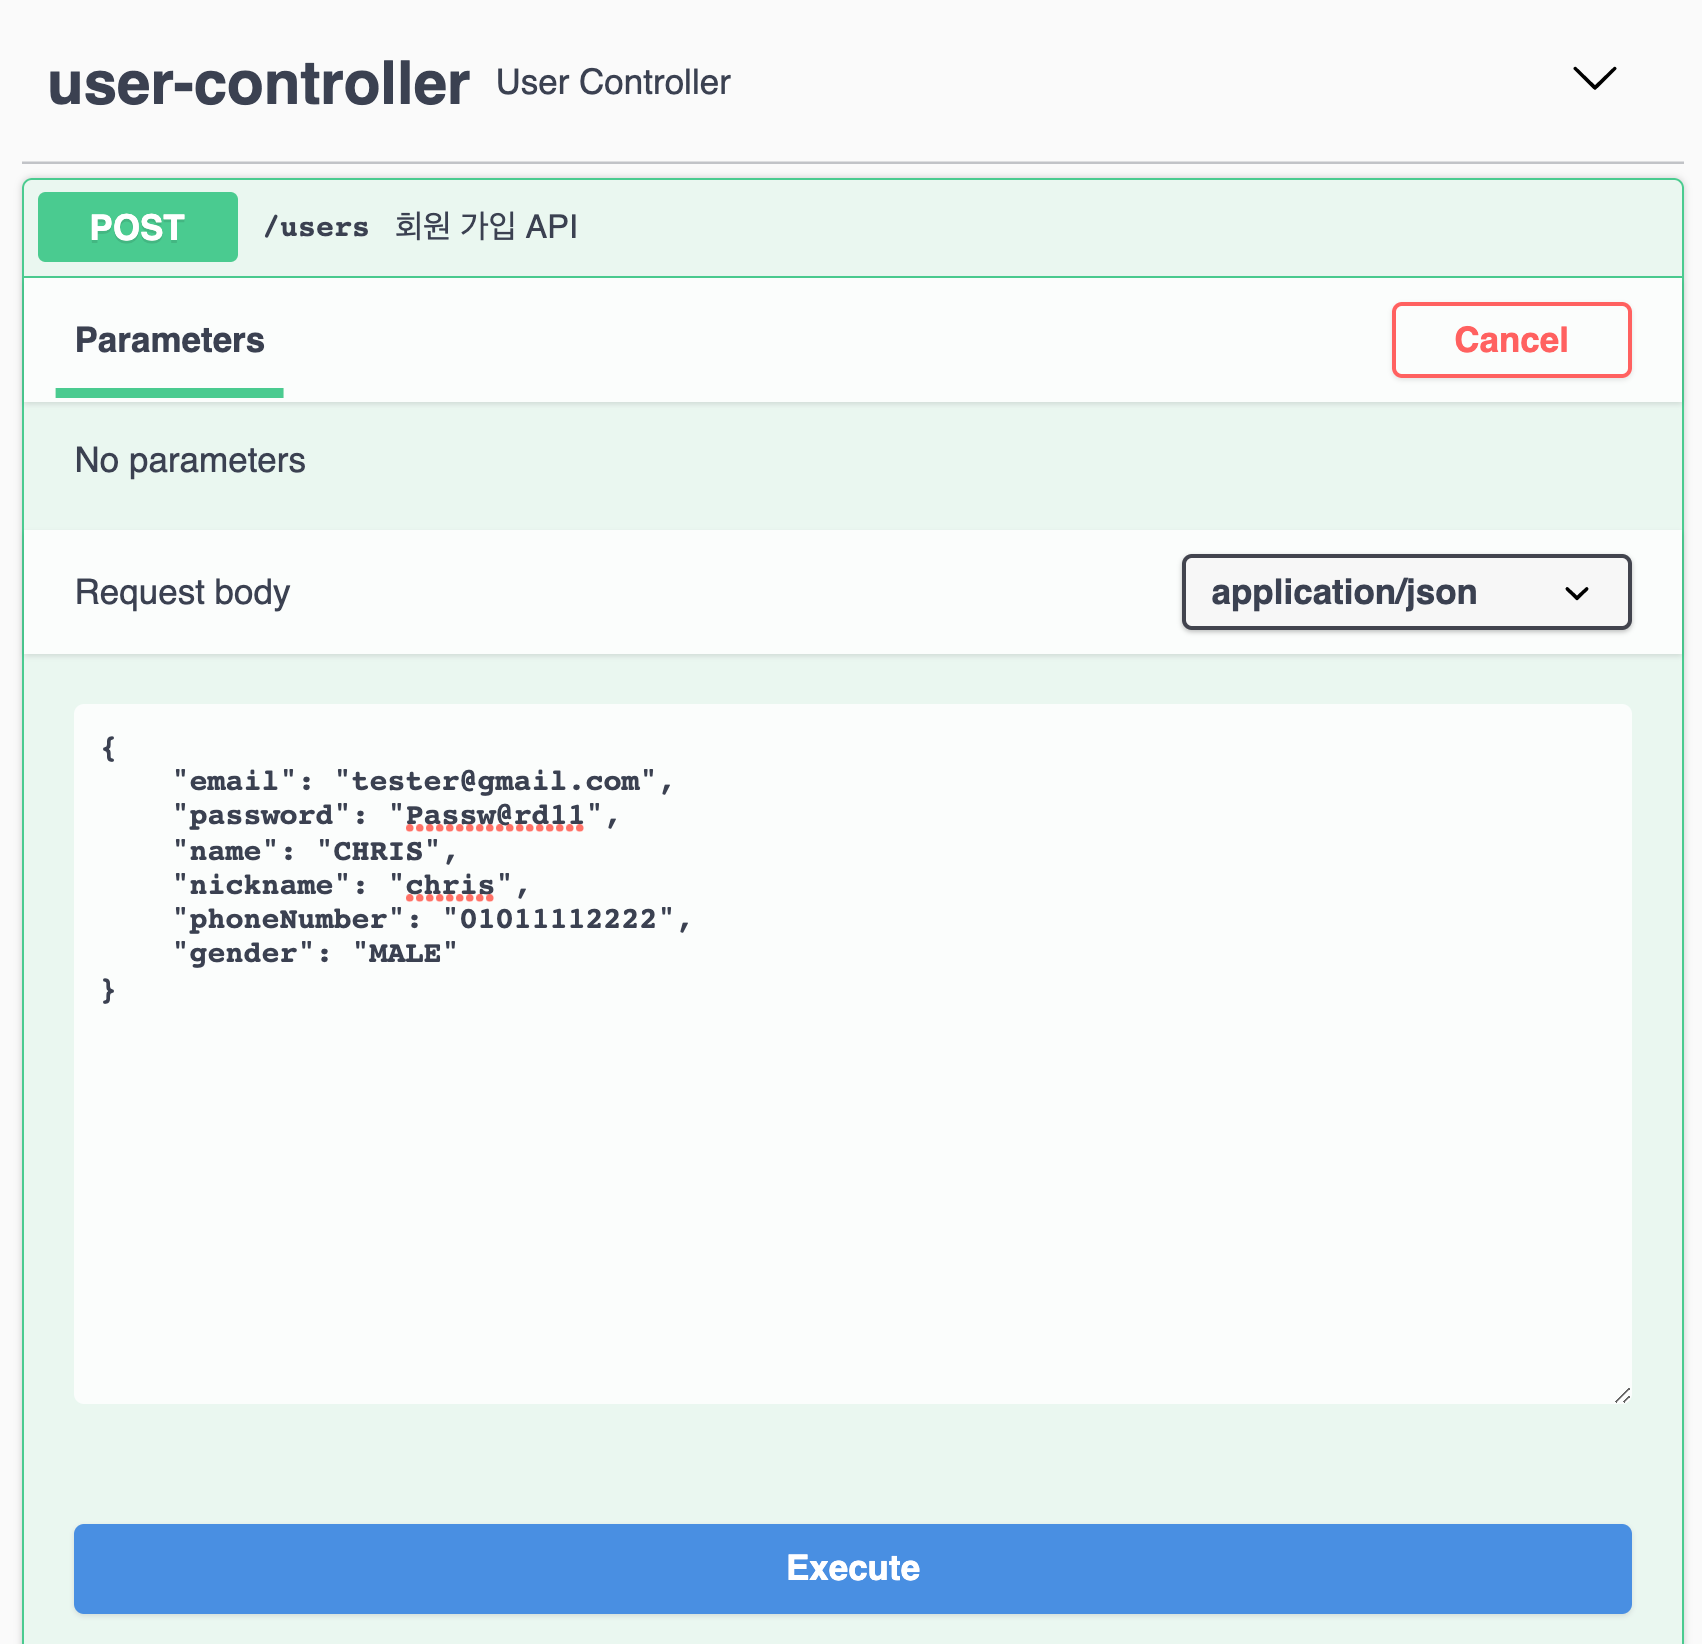 user-controller User Controller
POST /users 회원 가입 API
Parameters Cancel
No parameters
Request body application/json
{
    "email": "tester@gmail.com",
    "password": "Passw@rd11",
    "name": "CHRIS",
    "nickname": "chris",
    "phoneNumber": "01011112222",
    "gender": "MALE"
}
Execute